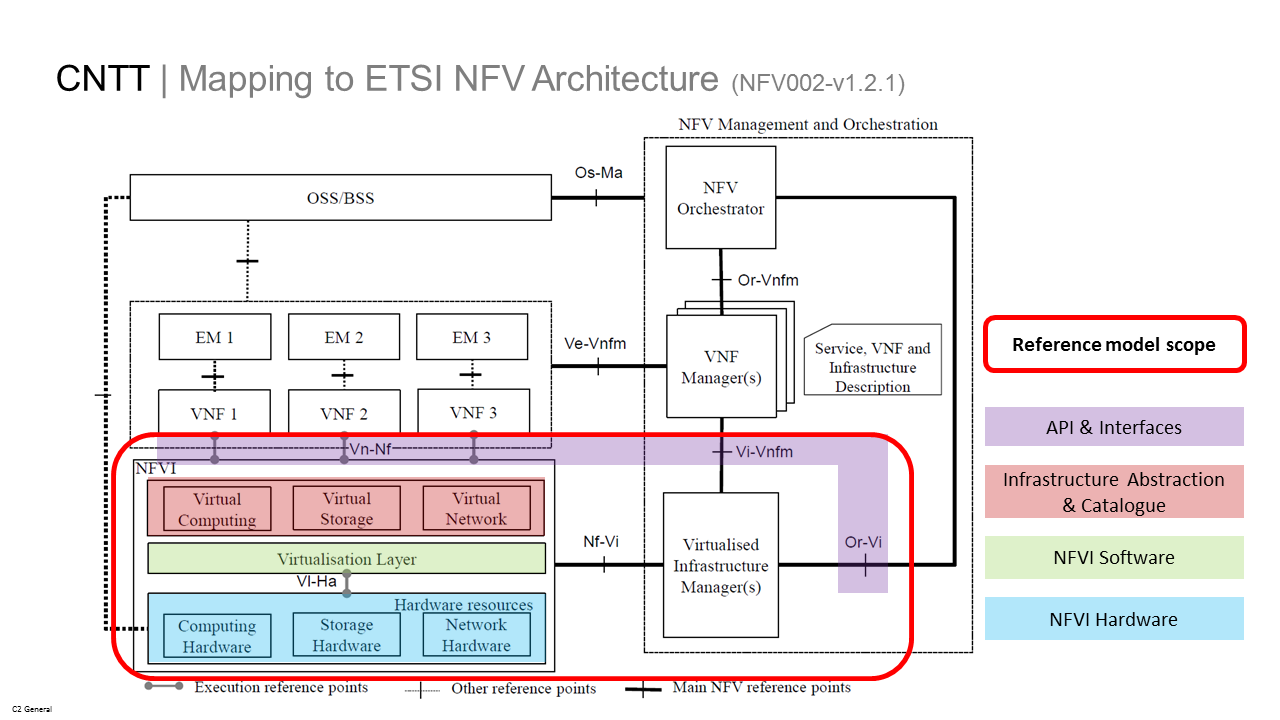 CNTT | Mapping to ETSI NFV Architecture (NFV002-v1.2.1)
NFV Management and Orchestration
Os-Ma
OSS/BSS
NFV
Orchestrator
Or-Vnfm
EM 1
EM 2
EM 3
Ve-Vnfm
VNF
Manager(s)
Service, VNF and
Infrastructure
Description
VNF 1
VNF 2
VNF 3
Vn-Nf
Vi-Vnfm
NFVI
Virtual
Computing
Virtual
Storage
Virtual
Network
Virtualisation Layer
VI-Ha
Nf-Vi
Virtualised
Infrastructure
Manager(s)
Or-Vi
Hardware resources
Computing
Hardware
Storage
Hardware
Network
Hardware
Execution reference points
Other reference points
Main NFV reference points
Reference model scope
API & Interfaces
Infrastructure Abstraction
& Catalogue
NFVI Software
NFVI Hardware
C2 General